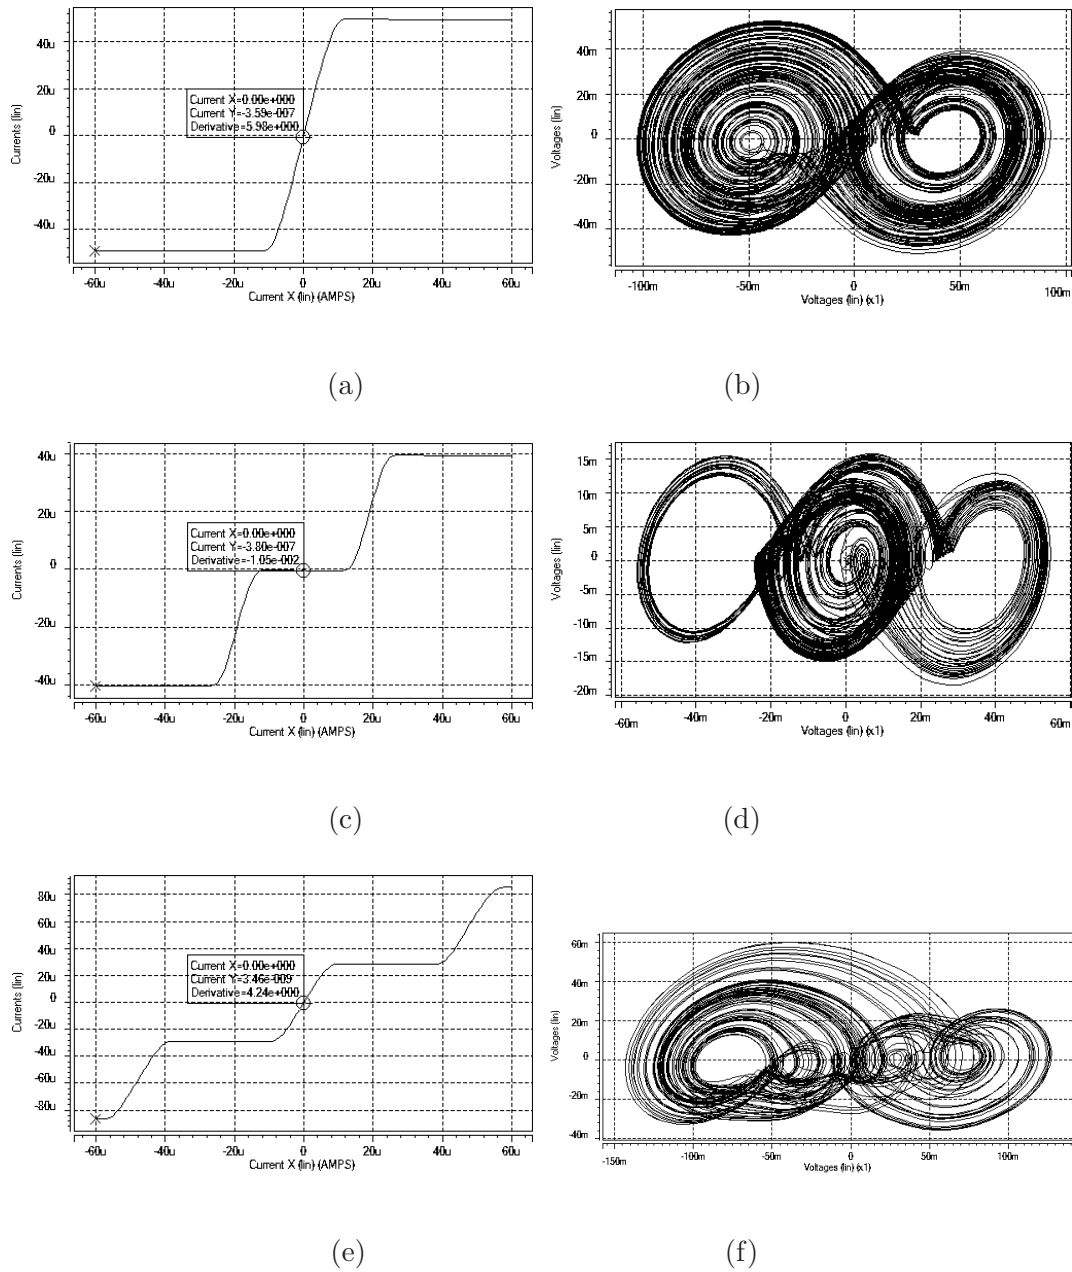 40u
20u
0
-20u
-40u
Currents (lin)
Current X=0.00e+000
Current Y=-3.59e-007
Derivative=5.98e+000
-60u -40u -20u 0 20u 40u 60u
Current X (lin) (AMPS)
(a)
40m
20m
0
-20m
-40m
Voltages (lin)
-100m -50m 0 50m 100m
Voltages (lin) (x1)
(b)
40u
20u
0
-20u
-40u
Currents (lin)
Current X=0.00e+000
Current Y=-3.80e-007
Derivative=-1.05e-002
-60u -40u -20u 0 20u 40u 60u
Current X (lin) (AMPS)
(c)
15m
10m
5m
0
-5m
-10m
-15m
-20m
Voltages (lin)
-60m -40m -20m 0 20m 40m 60m
Voltages (lin) (x1)
(d)
80u
60u
40u
20u
0
-20u
-40u
-60u
-80u
Currents (lin)
Current X=0.00e+000
Current Y=3.46e-009
Derivative=4.24e+000
-60u -40u -20u 0 20u 40u 60u
Current X (lin) (AMPS)
(e)
60m
40m
20m
0
-20m
-40m
Voltages (lin)
-150m -100m -50m 0 50m 100m
Voltages (lin) (x1)
(f)